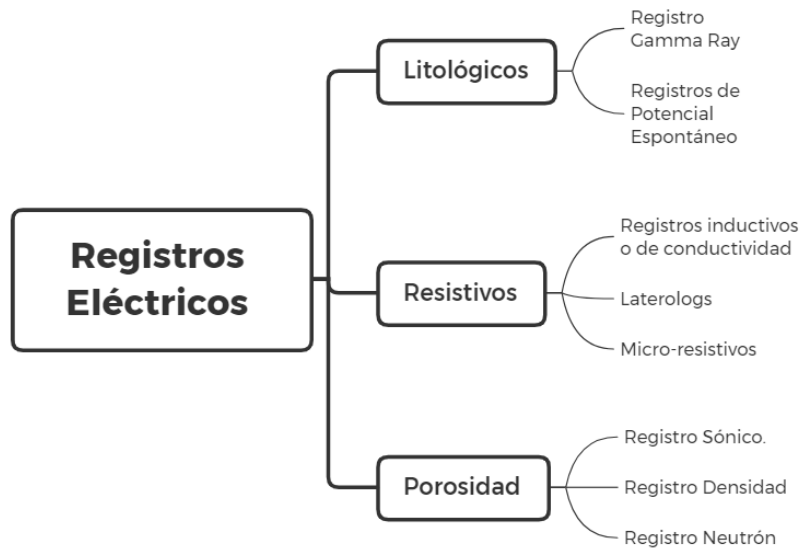 Registros
Eléctricos
Litológicos
Registro
Gamma Ray
Registros de
Potencial
Espontáneo
Resistivos
Registros inductivos
o de conductividad
Laterologs
Micro-resistivos
Porosidad
Registro Sónico.
Registro Densidad
Registro Neutrón